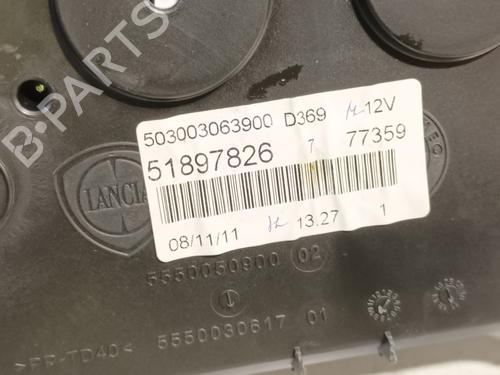 B-PARTS
503003063900 D369 12V
51897826 7 77359
LANCIA
08/11/11 13.27 1
5550050900 02
>PP-TD40<
5550030617 01